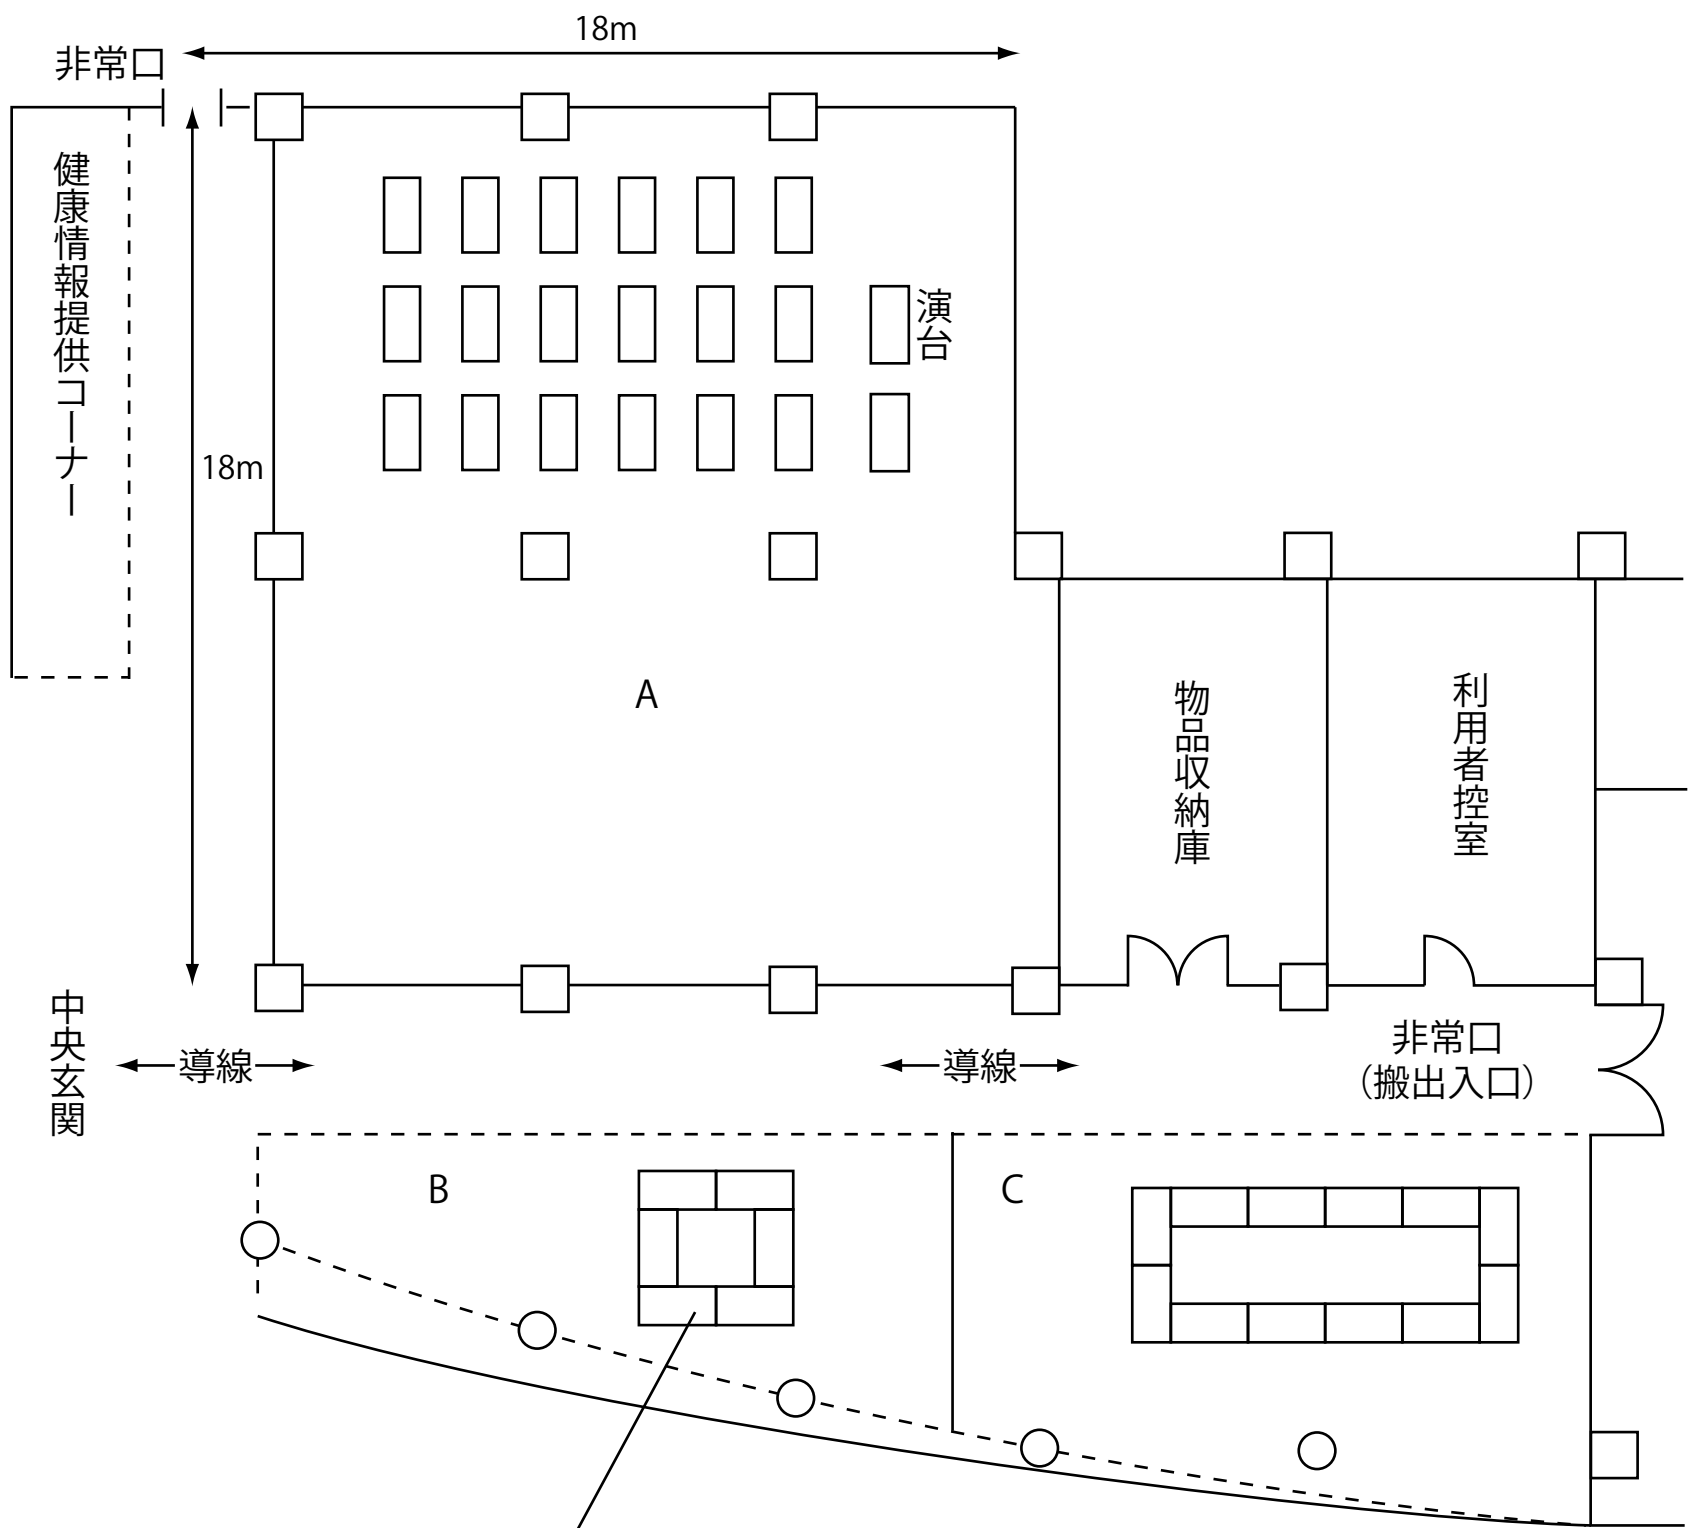 18m
非常口
健康情報提供コーナー
演台
18m
A
物品収納庫
利用者控室
中央玄関
導線
導線
非常口
（搬出入口）
B
C